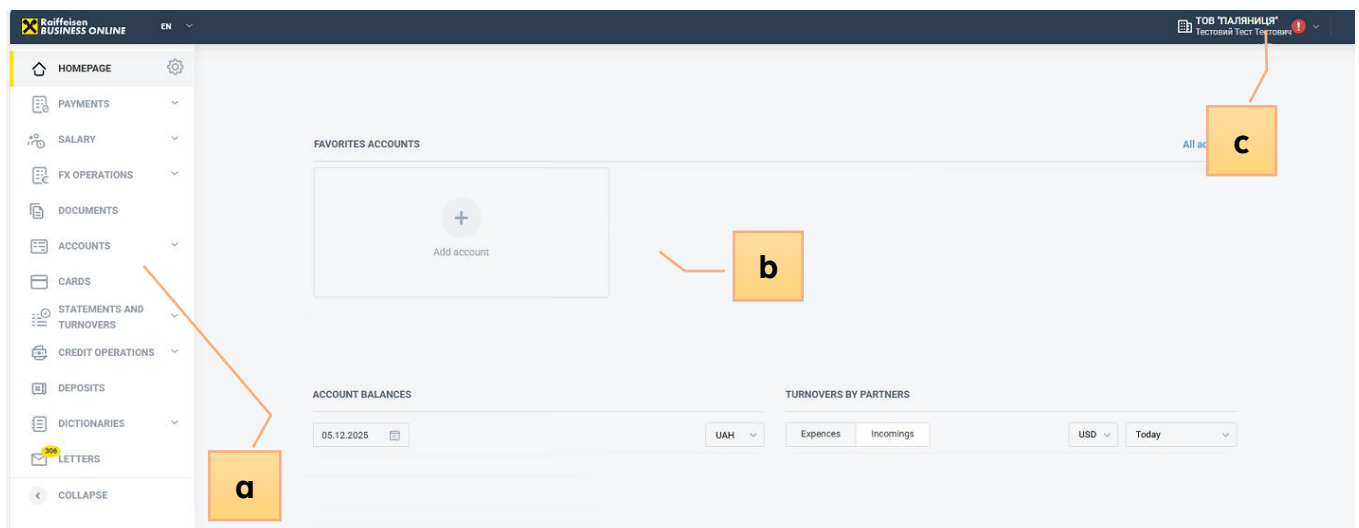 Raiffeisen
BUSINESS ONLINE
EN
ТОВ "ПАЛЯНИЦЯ"
Тестовий Тест Тестович
HOMEPAGE
PAYMENTS
SALARY
FX OPERATIONS
DOCUMENTS
ACCOUNTS
CARDS
STATEMENTS AND
TURNOVERS
CREDIT OPERATIONS
DEPOSITS
DICTIONARIES
306
LETTERS
COLLAPSE
FAVORITES ACCOUNTS
All
c
+
Add account
b
ACCOUNT BALANCES
05.12.2025
UAH
TURNOVERS BY PARTNERS
Expences
Incomings
USD
Today
a